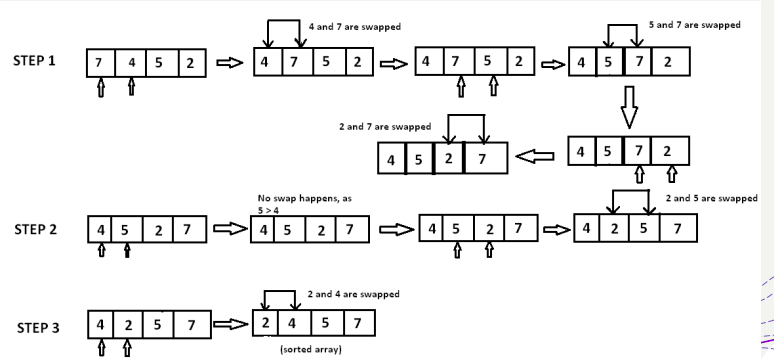 4 and 7 are swapped
5 and 7 are swapped
STEP 1
7 4 5 2
4 7 5 2
4 7 5 2
4 5 7 2
2 and 7 are swapped
4 5 2 7
4 5 7 2
No swap happens, as
5 > 4
2 and 5 are swapped
STEP 2
4 5 2 7
4 5 2 7
4 5 2 7
4 2 5 7
2 and 4 are swapped
STEP 3
4 2 5 7
2 4 5 7
(sorted array)